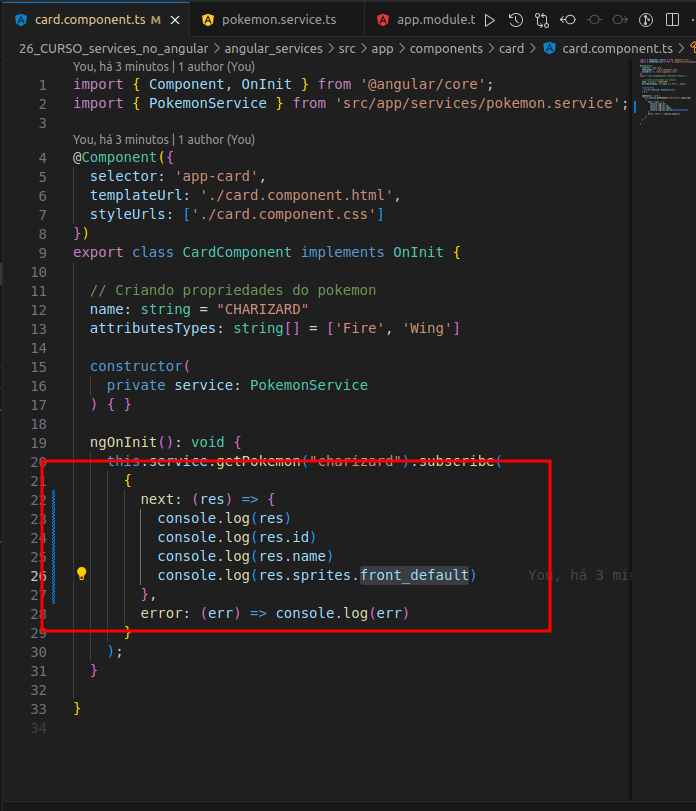 card.component.ts M
pokemon.service.ts
app.module.t
26_CURSO_services_no_angular > angular_services > src > app > components > card > card.component.ts >
You, há 3 minutos | 1 author (You)
1 import { Component, OnInit } from '@angular/core';
2 import { PokemonService } from 'src/app/services/pokemon.service';
3
You, há 3 minutos | 1 author (You)
4 @Component({
5 selector: 'app-card',
6 templateUrl: './card.component.html',
7 styleUrls: ['./card.component.css']
8 })
9 export class CardComponent implements OnInit {
10
11 // Criando propriedades do pokemon
12 name: string = "CHARIZARD"
13 attributesTypes: string[] = ['Fire', 'Wing']
14
15 constructor(
16 private service: PokemonService
17 ) { }
18
19 ngOnInit(): void {
20 this.service.getPokemon("charizard").subscribe(
21 {
22 next: (res) => {
23 console.log(res)
24 console.log(res.id)
25 console.log(res.name)
26 console.log(res.sprites.front_default) You, há 3 min
27 },
28 error: (err) => console.log(err)
29 }
30 );
31 }
32
33 }
34